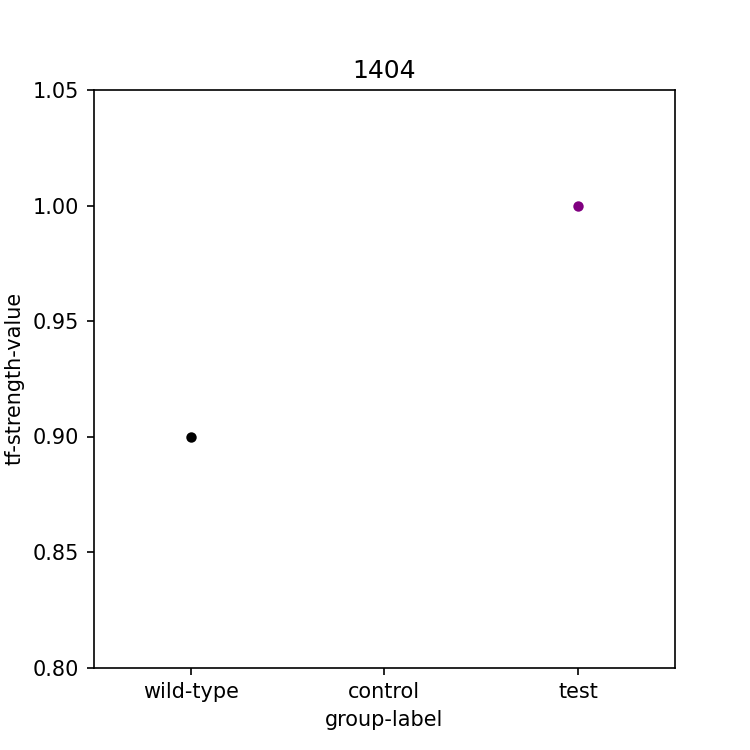 1404
1.05
1.00
0.95
0.90
0.85
0.80
tf-strength-value
wild-type control test
group-label